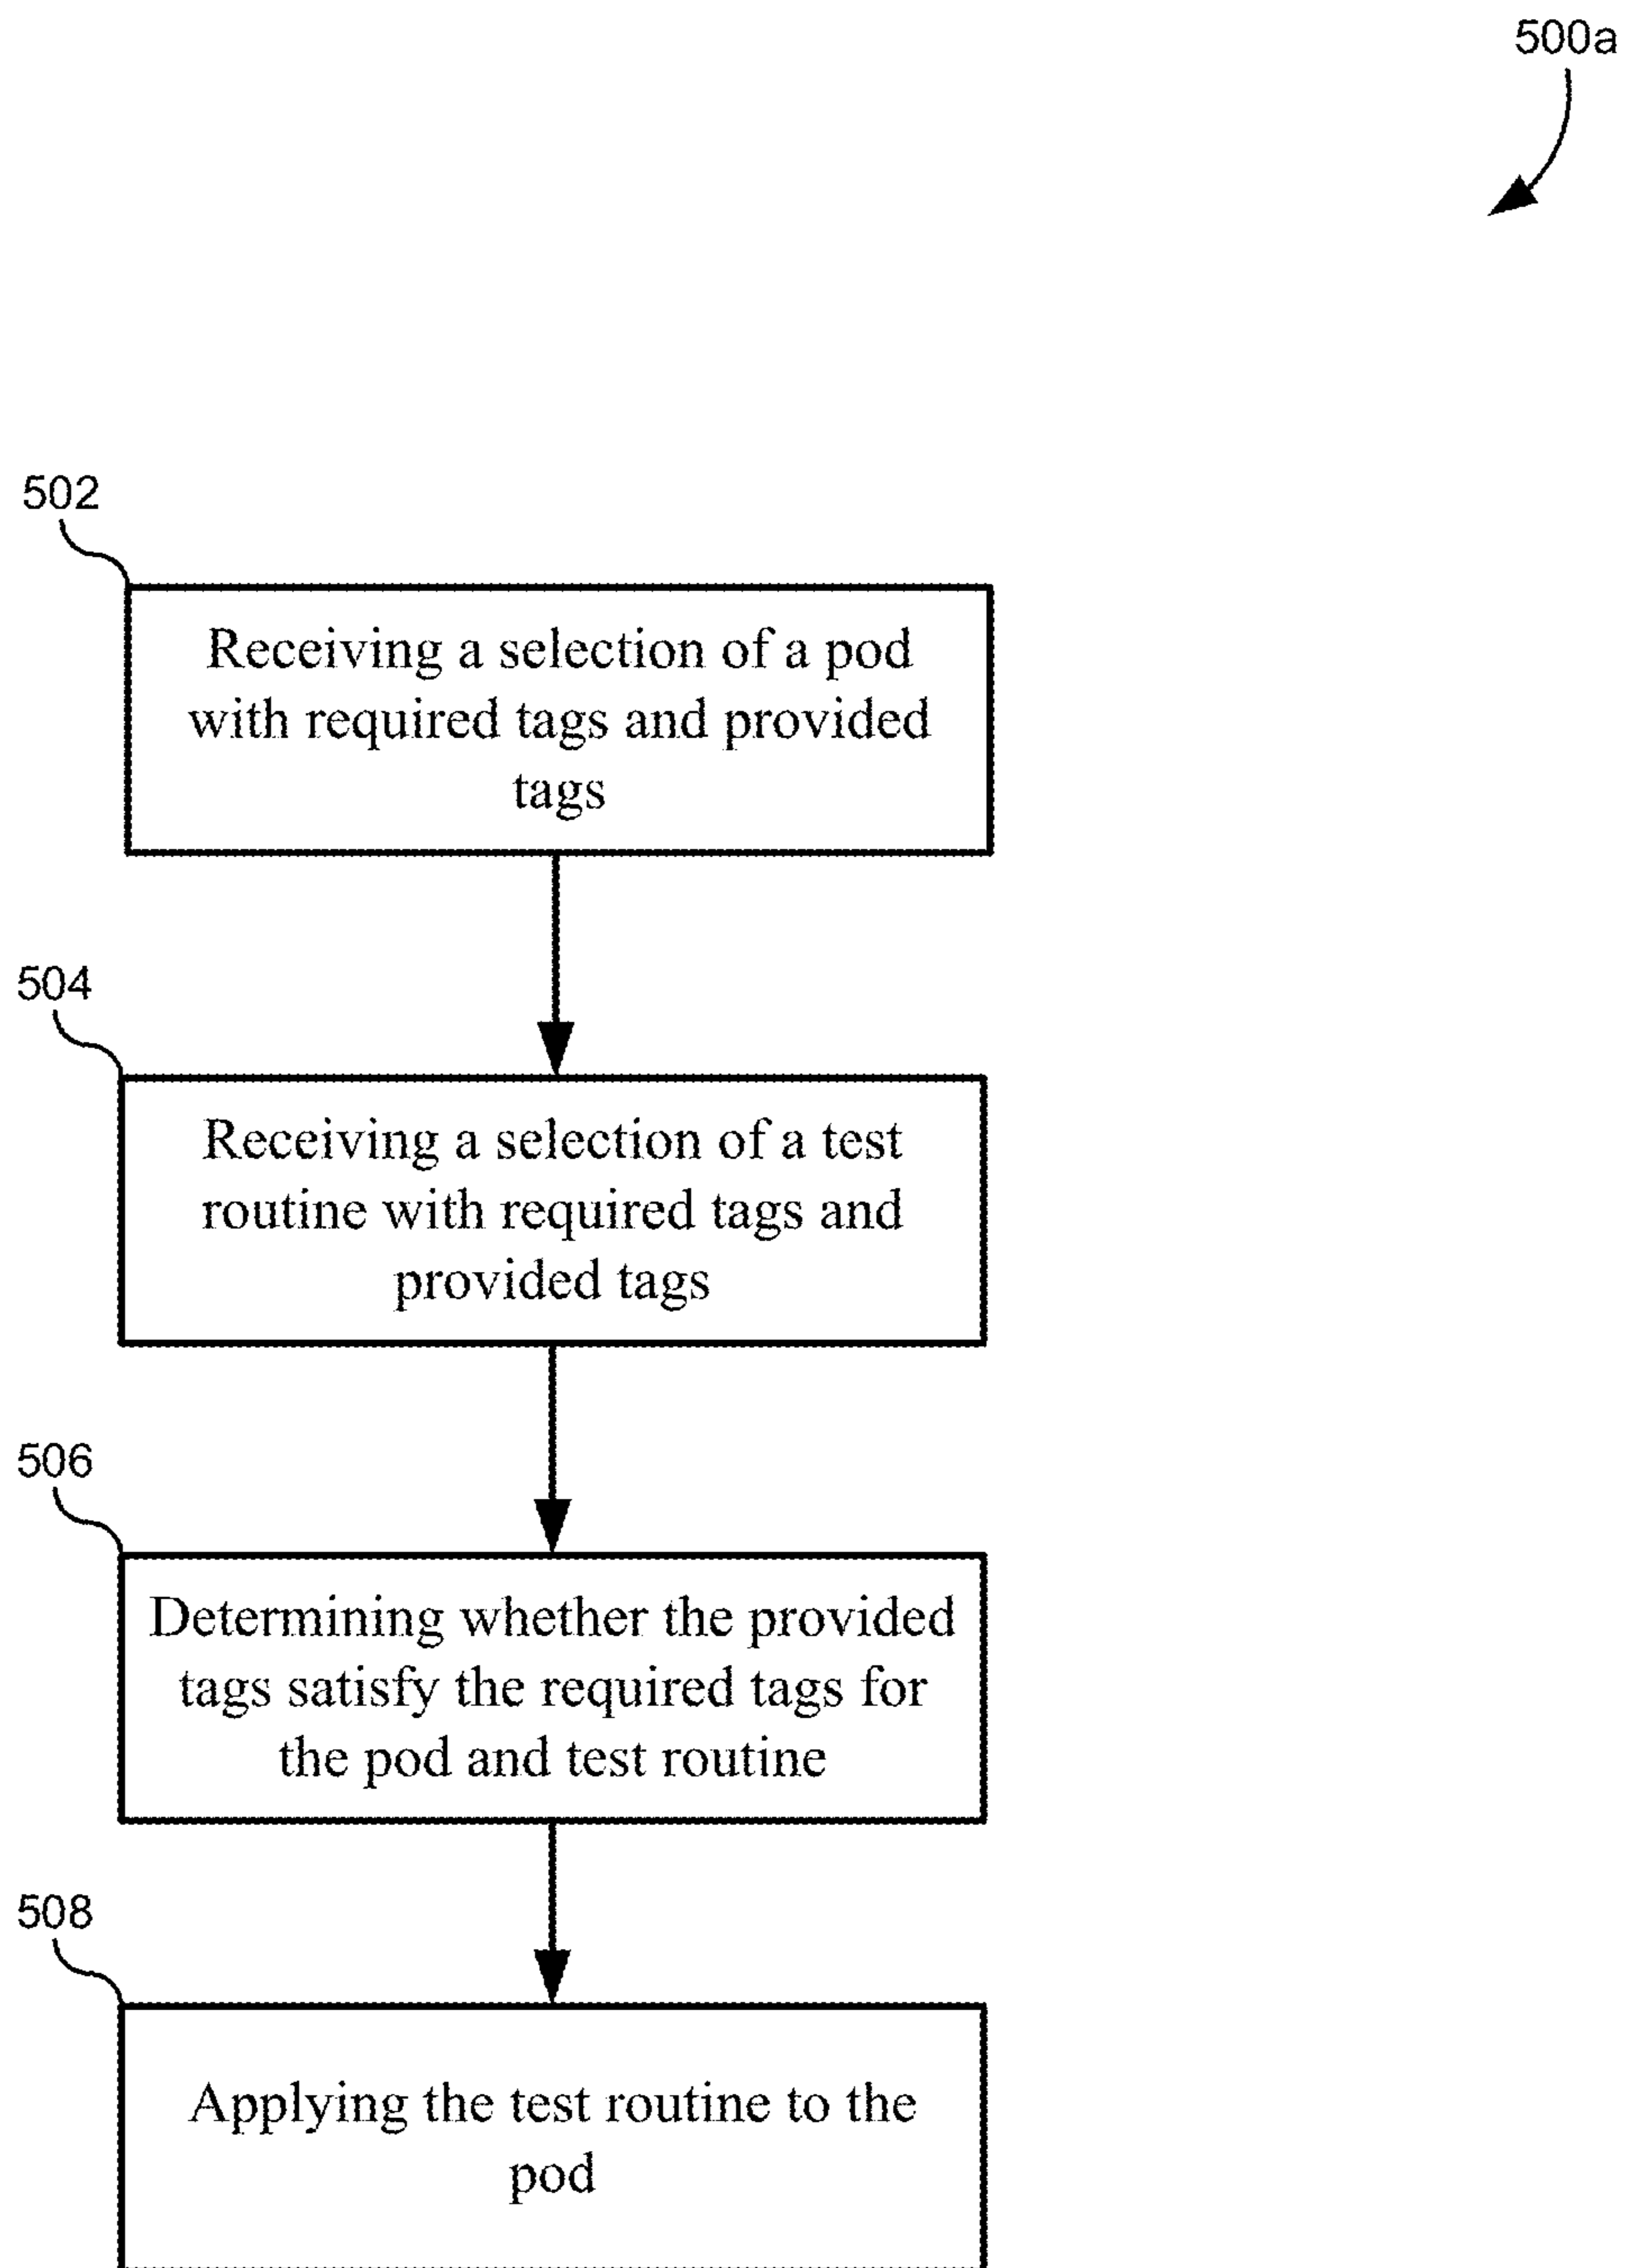 500a
502
Receiving a selection of a pod
with required tags and provided
tags
504
Receiving a selection of a test
routine with required tags and
provided tags
506
Determining whether the provided
tags satisfy the required tags for
the pod and test routine
508
Applying the test routine to the
pod